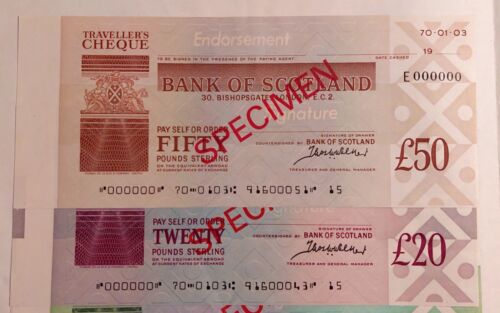 TRAVELLER'S
CHEQUE
Endorsement
70-01-03
TO BE SIGNED IN THE PRESENCE OF THE PAYING AGENT
DATE CASHED
19
E 000000
BANK OF SCOTLAND
30, BISHOPSGATE, LONDON, E.C.2.
SPECIMEN
Signature
PAY SELF OR ORDER
FIFTY
POUNDS STERLING
OR THE EQUIVALENT ABROAD
AT CURRENT RATES OF EXCHANGE
SIGNATURE OF DRAWER
COUNTERSIGNED BY BANK OF SCOTLAND
TREASURER AND GENERAL MANAGER
£50
⑈000000⑈ 70⑉0103⑆ 91600051⑈ 15
PAY SELF OR ORDER
TWENTY
POUNDS STERLING
OR THE EQUIVALENT ABROAD
AT CURRENT RATES OF EXCHANGE
SPECIMEN
SIGNATURE OF DRAWER
COUNTERSIGNED BY BANK OF SCOTLAND
TREASURER AND GENERAL MANAGER
£20
⑈000000⑈ 70⑉0103⑆ 91600043⑈ 15